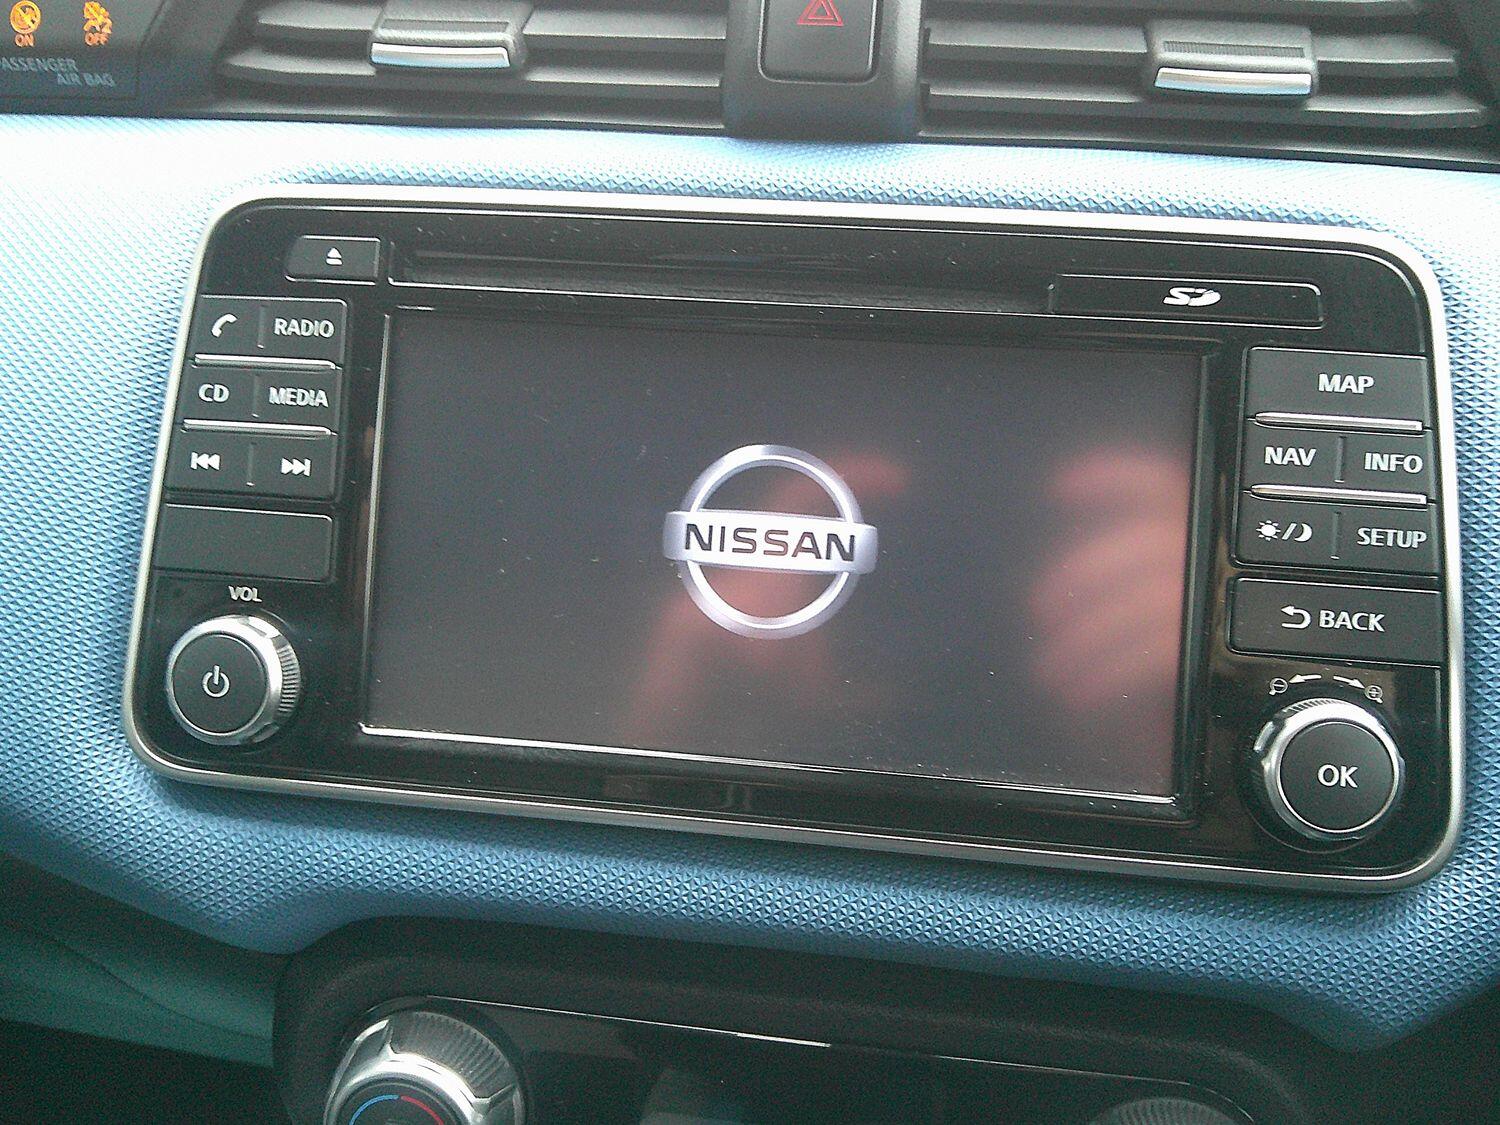 ON OFF
PASSENGER
AIR BAG
SD
RADIO
CD MEDIA
VOL
NISSAN
MAP
NAV INFO
SETUP
BACK
OK